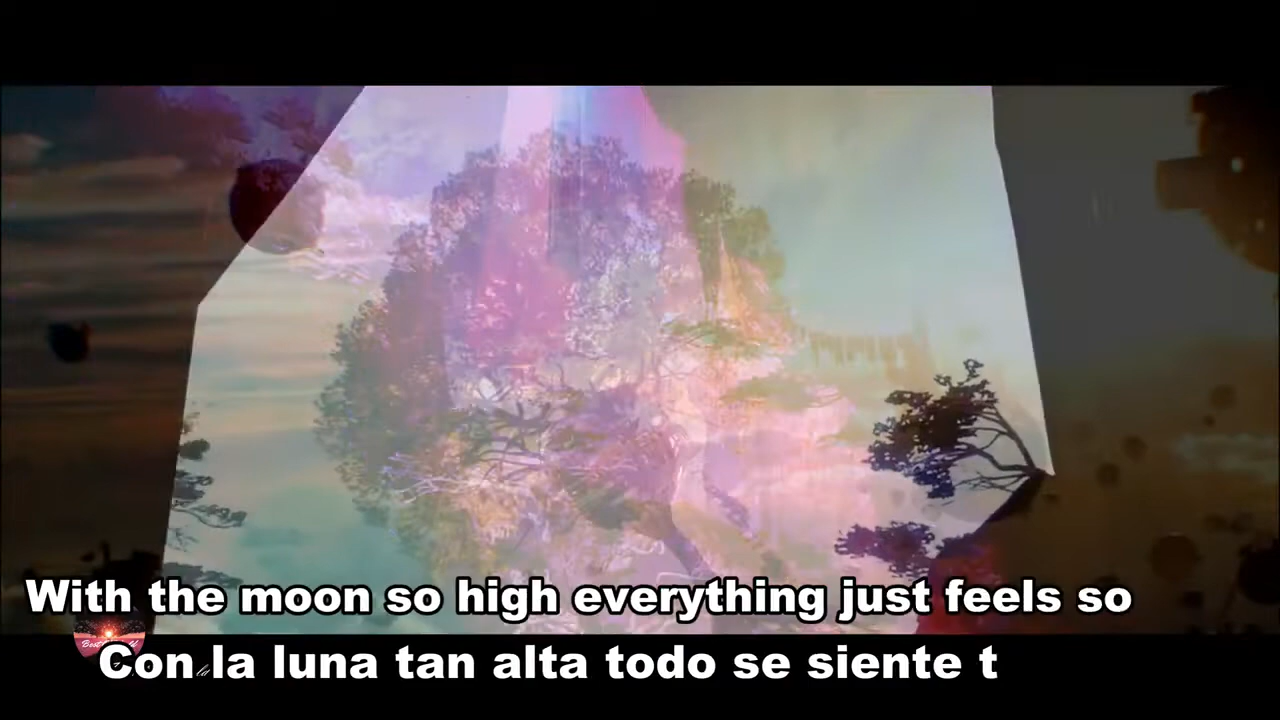 With the moon so high everything just feels so
Con la luna tan alta todo se siente t